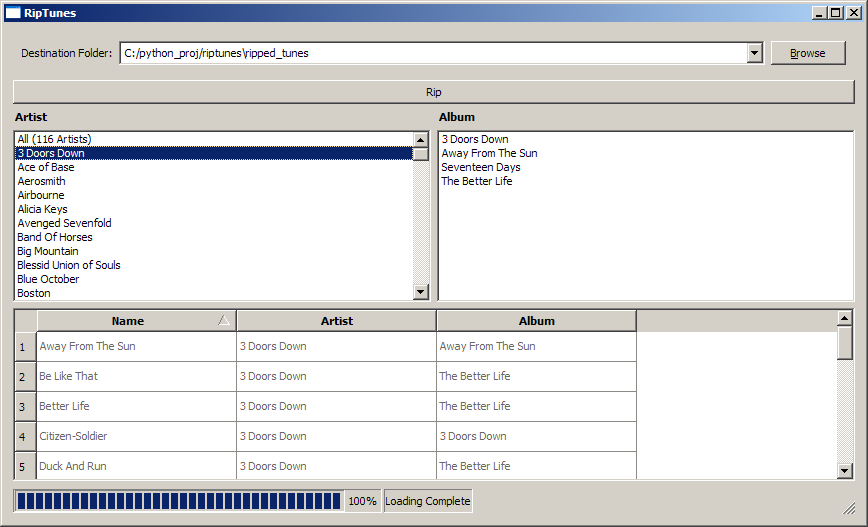 RipTunes
Destination Folder: C:/python_proj/riptunes\ripped_tunes Browse
Rip
Artist Album
All (116 Artists)
3 Doors Down
Ace of Base
Aerosmith
Airbourne
Alicia Keys
Avenged Sevenfold
Band Of Horses
Big Mountain
Blessid Union of Souls
Blue October
Boston
3 Doors Down
Away From The Sun
Seventeen Days
The Better Life
Name Artist Album
1 Away From The Sun 3 Doors Down Away From The Sun
2 Be Like That 3 Doors Down The Better Life
3 Better Life 3 Doors Down The Better Life
4 Citizen-Soldier 3 Doors Down 3 Doors Down
5 Duck And Run 3 Doors Down The Better Life
100% Loading Complete